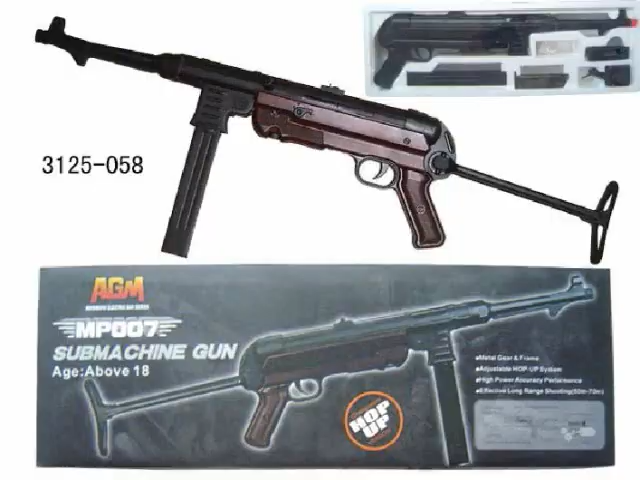 3125-058
AGM
MP007
SUBMACHINE GUN
Age:Above 18
Metal Gear & Frame
Adjustable HOP-UP System
High Power Accuracy Performance
Effective Long Range Shooting(50m-70m)
HOP
UP